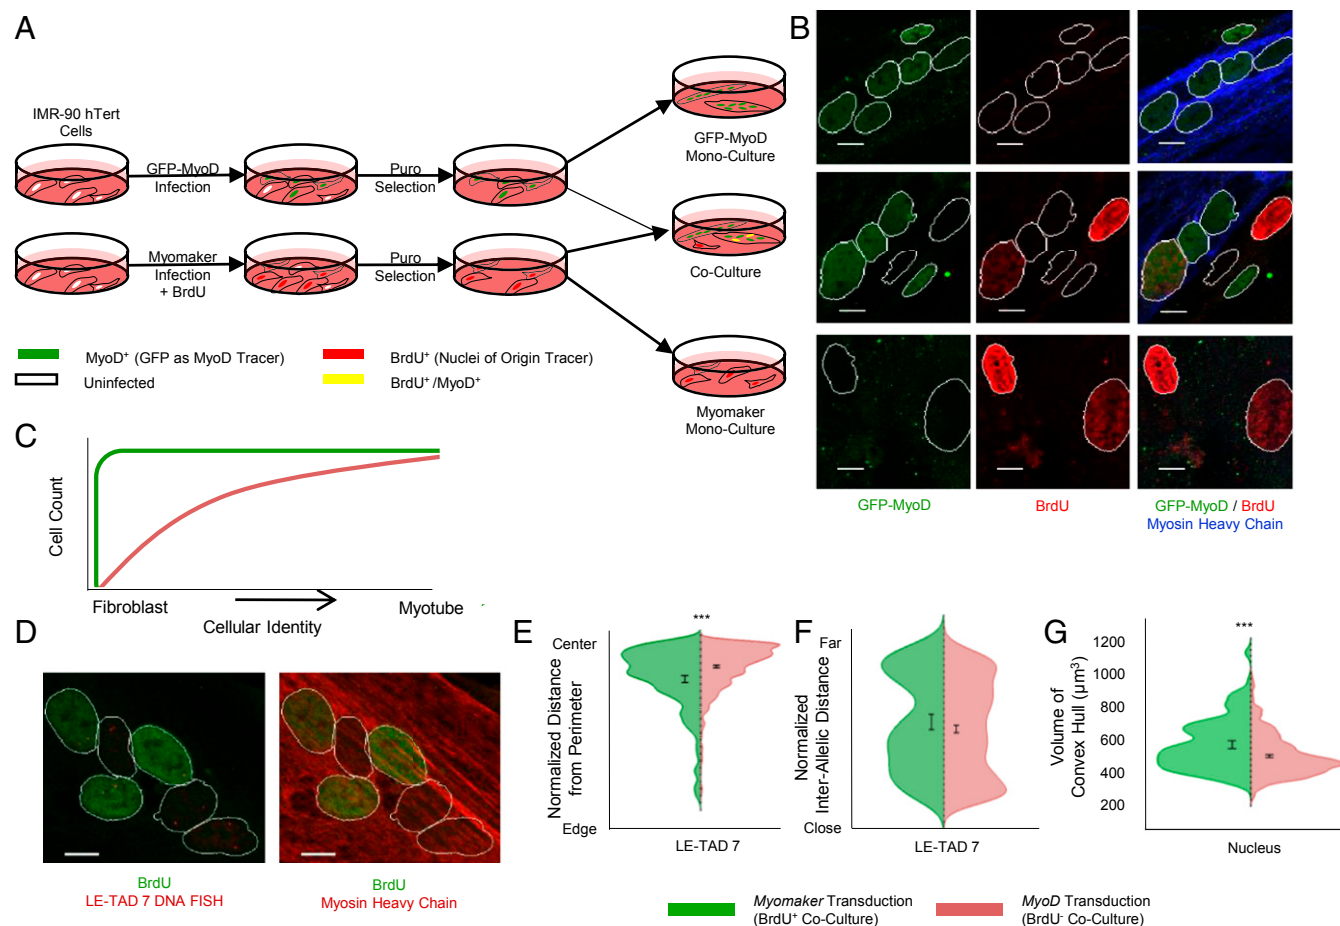 A
IMR-90 hTert
Cells
GFP-MyoD
Infection
Puro
Selection
GFP-MyoD
Mono-Culture
Myomaker
Infection
+ BrdU
Puro
Selection
Co-Culture
Myomaker
Mono-Culture
MyoD⁺ (GFP as MyoD Tracer)
BrdU⁺ (Nuclei of Origin Tracer)
Uninfected
BrdU⁺/MyoD⁺
B
GFP-MyoD
BrdU
GFP-MyoD / BrdU
Myosin Heavy Chain
C
Cell Count
Fibroblast
Myotube
Cellular Identity
D
BrdU
LE-TAD 7 DNA FISH
BrdU
Myosin Heavy Chain
E
***
Center
Normalized Distance
from Perimeter
Edge
LE-TAD 7
F
Far
Normalized
Inter-Allelic Distance
Close
LE-TAD 7
G
***
1200
1000
800
600
400
200
Volume of
Convex Hull (μm³)
Nucleus
Myomaker Transduction
(BrdU⁺ Co-Culture)
MyoD Transduction
(BrdU⁻ Co-Culture)